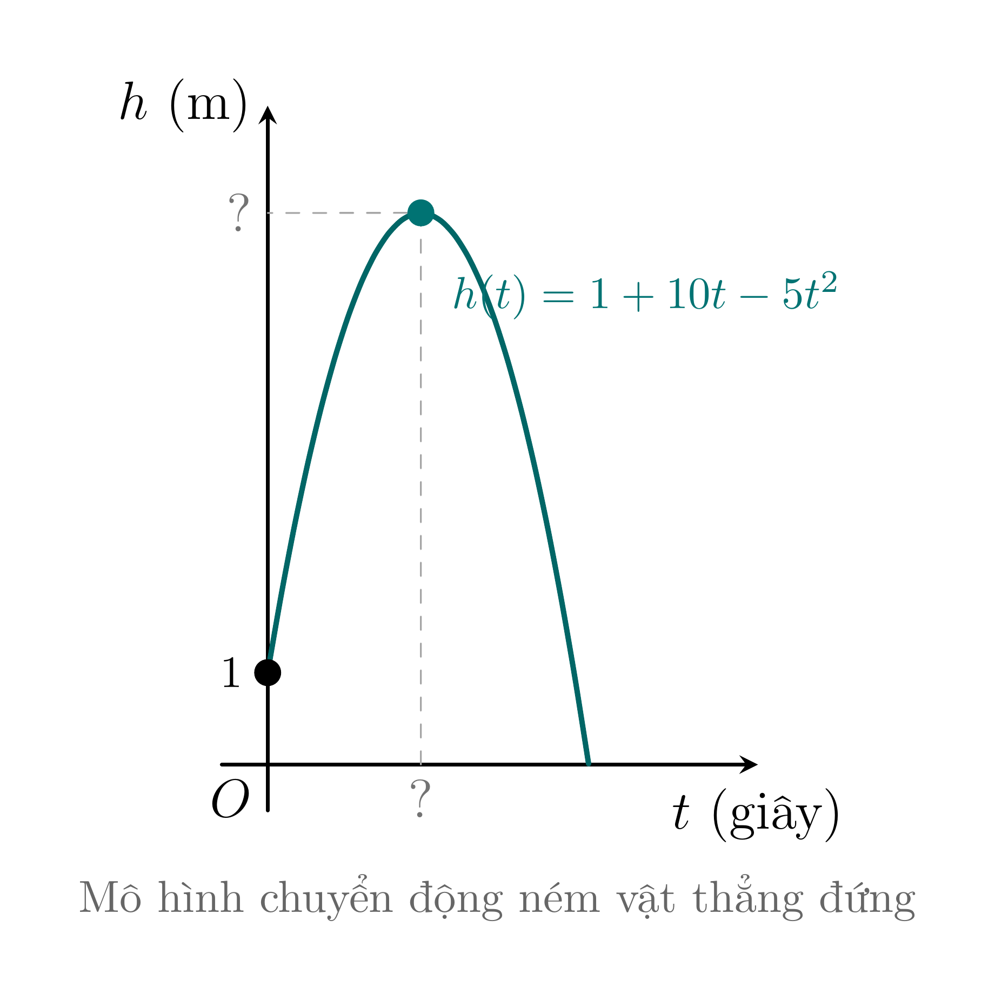 h (m)
?
h(t) = 1 + 10t − 5t²
1
O
?
t (giây)
Mô hình chuyển động ném vật thẳng đứng